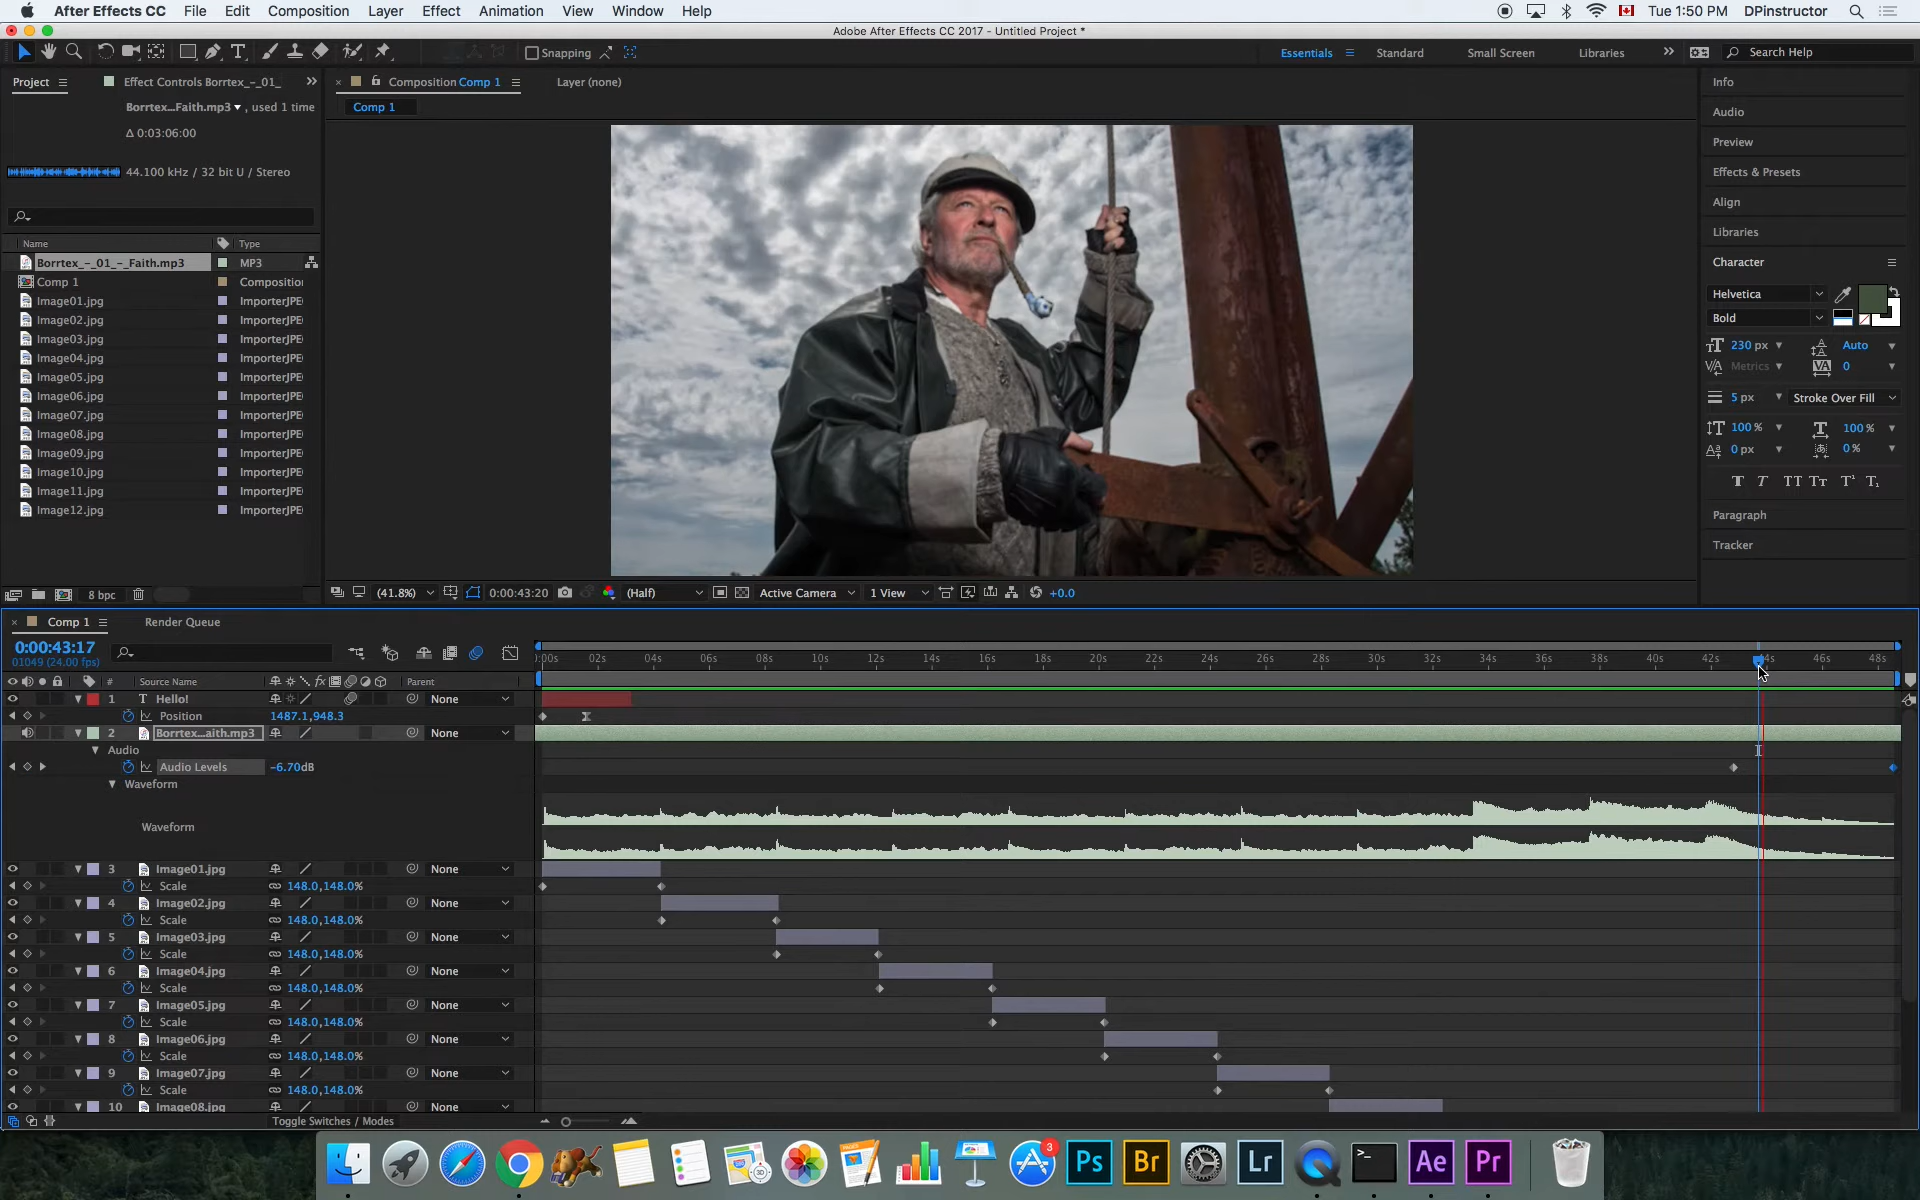 After Effects CC File Edit Composition Layer Effect Animation View Window Help Tue 1:50 PM DPinstructor
Adobe After Effects CC 2017 - Untitled Project *
Snapping Essentials Standard Small Screen Libraries Search Help
Project Effect Controls Borrtex_-_01_ Composition Comp 1 Layer (none) Info
Borrtex...Faith.mp3 , used 1 time Comp 1
Δ 0:03:06:00
44.100 kHz / 32 bit U / Stereo
Name Type
Borrtex_-_01_-_Faith.mp3 MP3
Comp 1 Compositio
Image01.jpg ImporterJPE
Image02.jpg ImporterJPE
Image03.jpg ImporterJPE
Image04.jpg ImporterJPE
Image05.jpg ImporterJPE
Image06.jpg ImporterJPE
Image07.jpg ImporterJPE
Image08.jpg ImporterJPE
Image09.jpg ImporterJPE
Image10.jpg ImporterJPE
Image11.jpg ImporterJPE
Image12.jpg ImporterJPE
8 bpc
(41.8%) 0:00:43:20 (Half) Active Camera 1 View +0.0
Audio
Preview
Effects & Presets
Align
Libraries
Character
Helvetica
Bold
230 px Auto
Metrics 0
5 px Stroke Over Fill
100 % 100 %
0 px 0 %
T T TT Tт T¹ T₁
Paragraph
Tracker
Comp 1 Render Queue
0:00:43:17
01049 (24.00 fps)
:00s 02s 04s 06s 08s 10s 12s 14s 16s 18s 20s 22s 24s 26s 28s 30s 32s 34s 36s 38s 40s 42s 44s 46s 48s
# Source Name fx Parent
1 T Hello! None
Position 1487.1,948.3
2 Borrtex...aith.mp3 None
Audio
Audio Levels -6.70dB
Waveform
Waveform
3 Image01.jpg None
Scale 148.0,148.0%
4 Image02.jpg None
Scale 148.0,148.0%
5 Image03.jpg None
Scale 148.0,148.0%
6 Image04.jpg None
Scale 148.0,148.0%
7 Image05.jpg None
Scale 148.0,148.0%
8 Image06.jpg None
Scale 148.0,148.0%
9 Image07.jpg None
Scale 148.0,148.0%
10 Image08.jpg None
Toggle Switches / Modes
3D 3 Ps Br Lr >_ Ae Pr